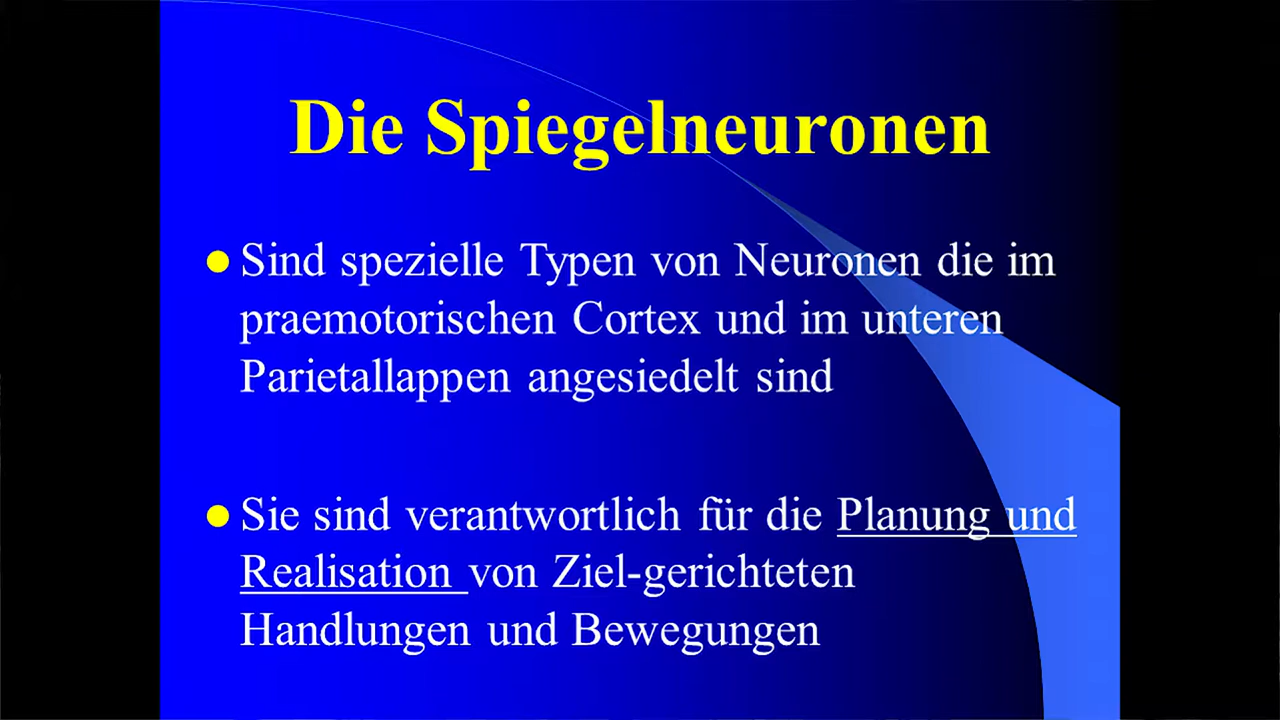 Die Spiegelneuronen
Sind spezielle Typen von Neuronen die im
praemotorischen Cortex und im unteren
Parietallappen angesiedelt sind
Sie sind verantwortlich für die Planung und
Realisation von Ziel-gerichteten
Handlungen und Bewegungen